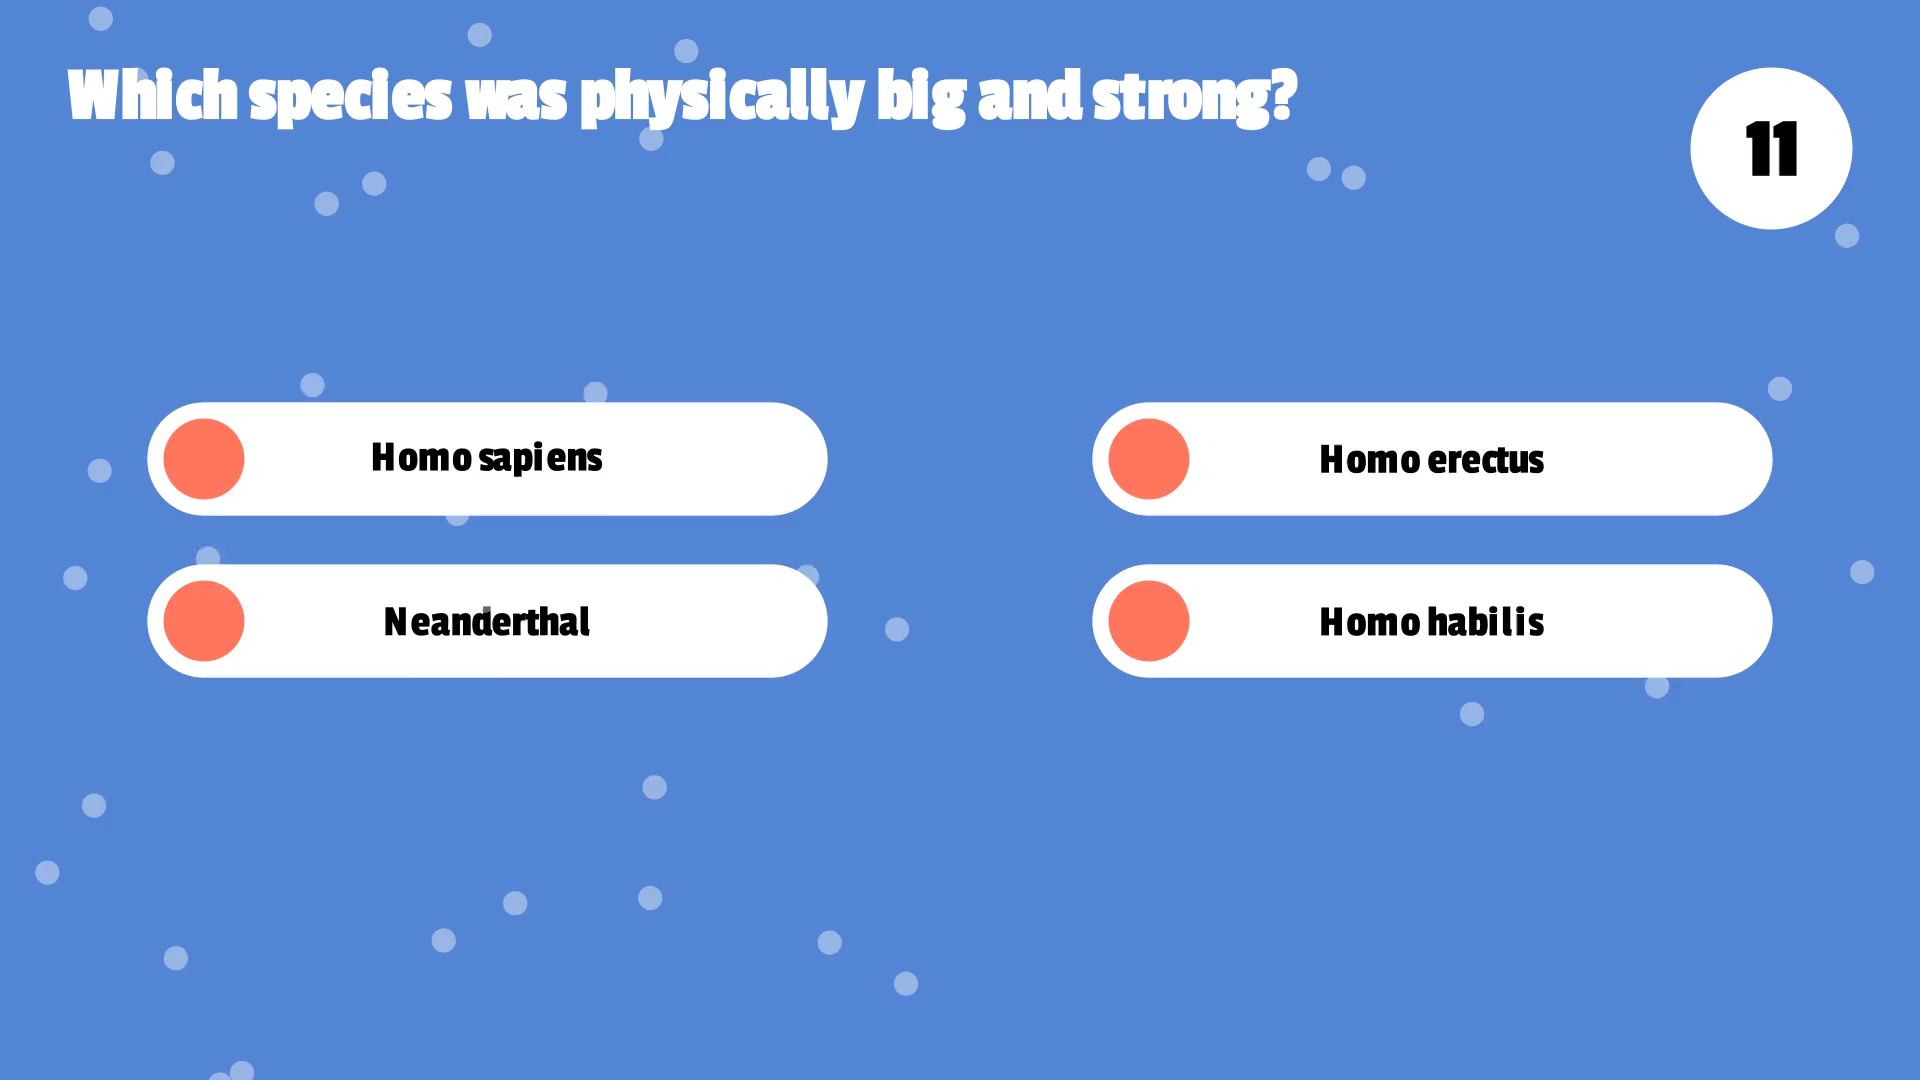 Which species was physically big and strong?
11
Homo sapiens
Homo erectus
Neanderthal
Homo habilis